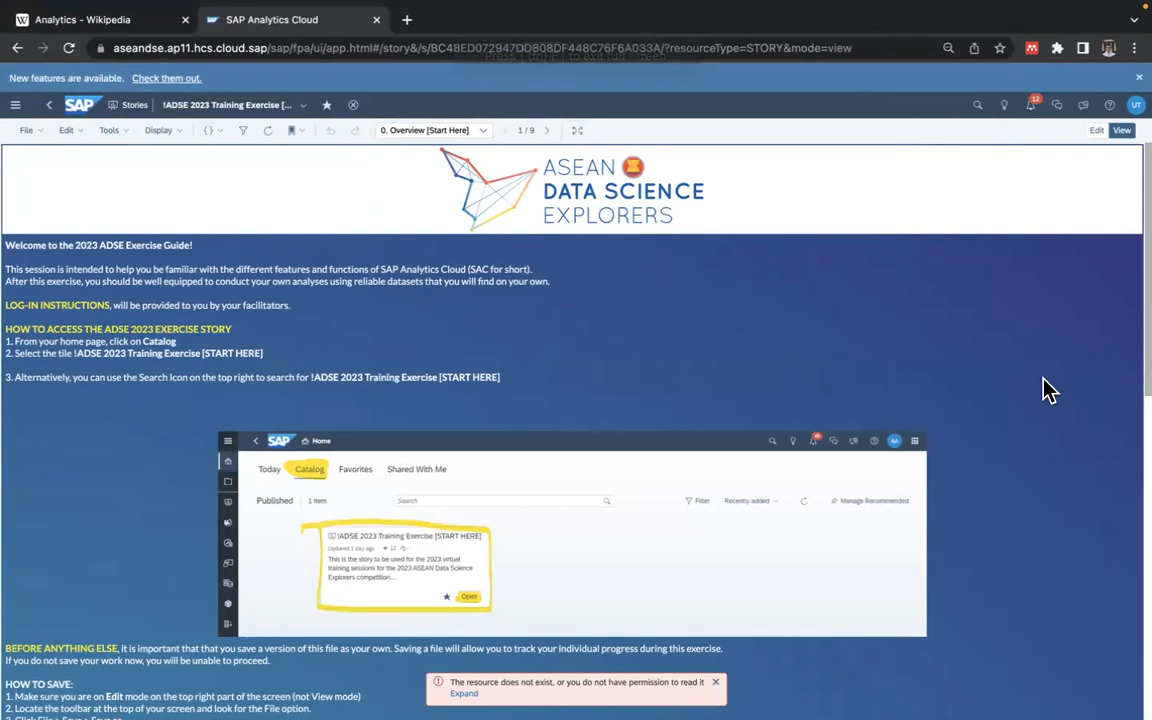 Analytics - Wikipedia
SAP Analytics Cloud
aseandse.ap11.hcs.cloud.sap/sap/fpa/ui/app.html#/story&/s/BC48ED072947DD808DF448C76F6A033A/?resourceType=STORY&mode=view
New features are available. Check them out.
SAP Stories !ADSE 2023 Training Exercise [... 12 UT
File Edit Tools Display 0. Overview [Start Here] 1 / 9 Edit View
ASEAN
DATA SCIENCE
EXPLORERS
Welcome to the 2023 ADSE Exercise Guide!
This session is intended to help you be familiar with the different features and functions of SAP Analytics Cloud (SAC for short).
After this exercise, you should be well equipped to conduct your own analyses using reliable datasets that you will find on your own.
LOG-IN INSTRUCTIONS, will be provided to you by your facilitators.
HOW TO ACCESS THE ADSE 2023 EXERCISE STORY
1. From your home page, click on Catalog
2. Select the tile !ADSE 2023 Training Exercise [START HERE]
3. Alternatively, you can use the Search Icon on the top right to search for !ADSE 2023 Training Exercise [START HERE]
SAP Home AA
Today Catalog Favorites Shared With Me
Published 1 item Search Filter Recently added Manage Recommended
!ADSE 2023 Training Exercise [START HERE]
Updated 1 day ago 12
This is the story to be used for the 2023 virtual
training sessions for the 2023 ASEAN Data Science
Explorers competition...
Open
BEFORE ANYTHING ELSE, it is important that that you save a version of this file as your own. Saving a file will allow you to track your individual progress during this exercise.
If you do not save your work now, you will be unable to proceed.
HOW TO SAVE:
1. Make sure you are on Edit mode on the top right part of the screen (not View mode)
2. Locate the toolbar at the top of your screen and look for the File option.
The resource does not exist, or you do not have permission to read it
Expand